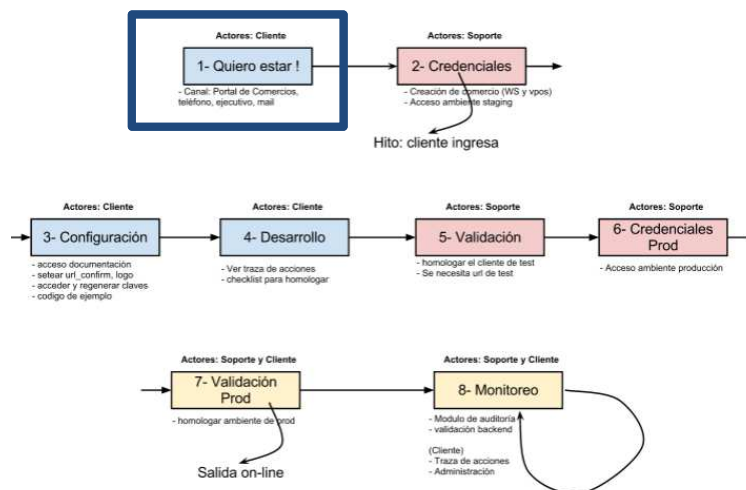 Actores: Cliente
1- Quiero estar !
- Canal: Portal de Comercios,
teléfono, ejecutivo, mail
Actores: Soporte
2- Credenciales
- Creación de comercio (WS y vpos)
- Acceso ambiente staging
Hito: cliente ingresa
Actores: Cliente
3- Configuración
- acceso documentación
- setear url_confirm, logo
- acceder y regenerar claves
- codigo de ejemplo
Actores: Cliente
4- Desarrollo
- Ver traza de acciones
- checklist para homologar
Actores: Soporte
5- Validación
- homologar el cliente de test
- Se necesita url de test
Actores: Soporte
6- Credenciales
Prod
- Acceso ambiente producción
Actores: Soporte y Cliente
7- Validación
Prod
- homologar ambiente de prod
Salida on-line
Actores: Soporte y Cliente
8- Monitoreo
- Modulo de auditoría
- validación backend
(Cliente)
- Traza de acciones
- Administración